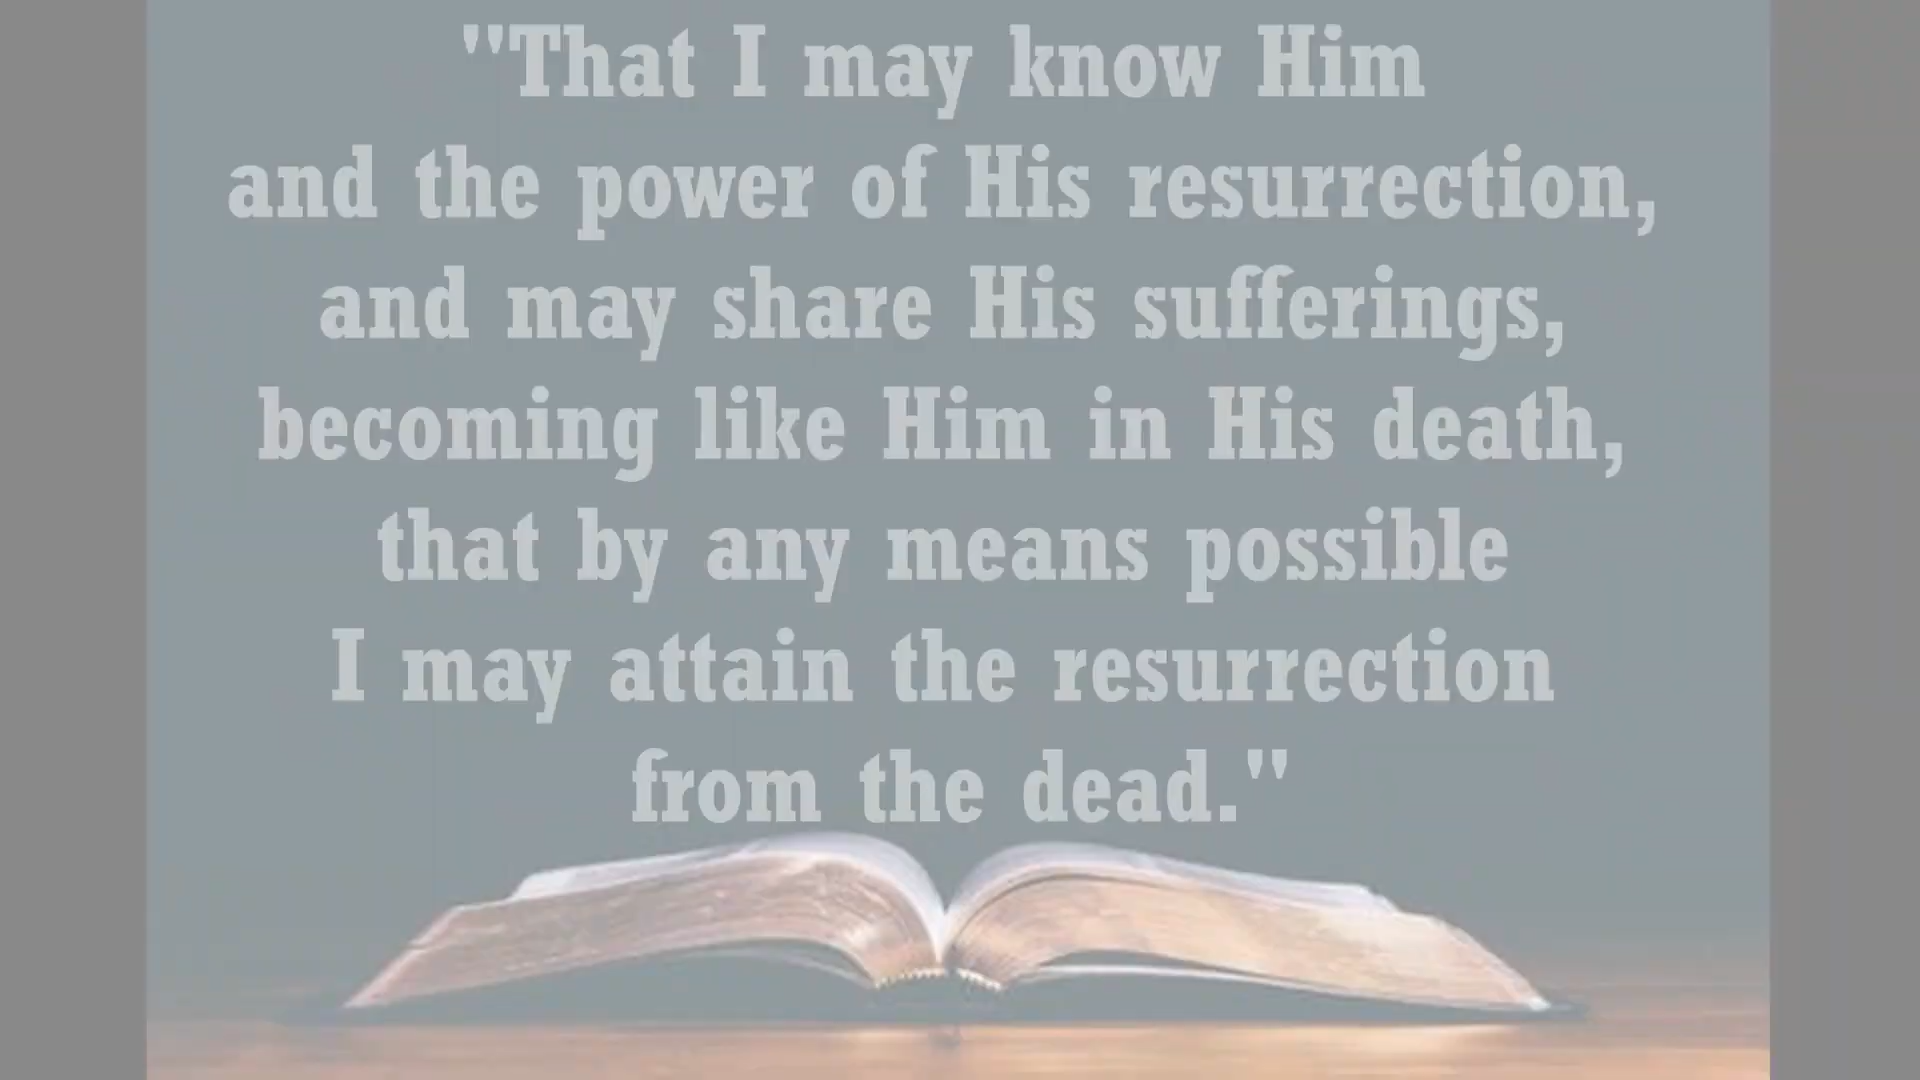 "That I may know Him
and the power of His resurrection,
and may share His sufferings,
becoming like Him in His death,
that by any means possible
I may attain the resurrection
from the dead."